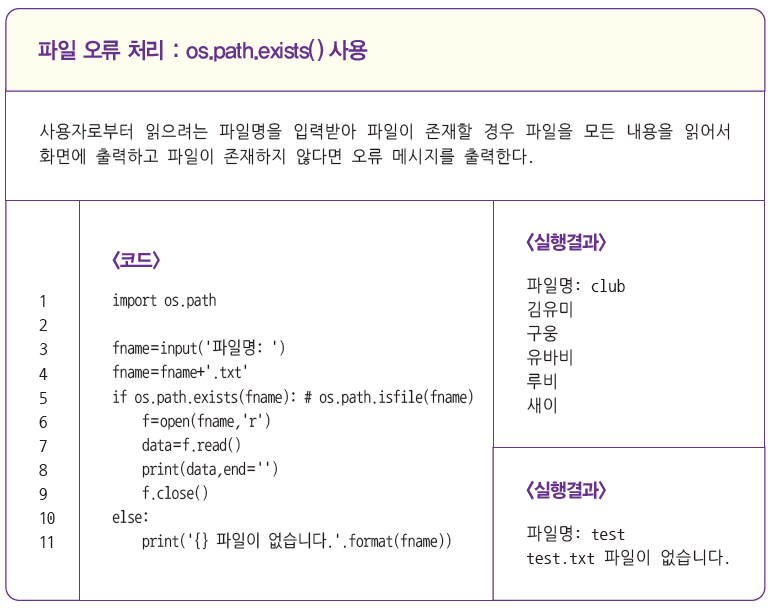 파일 오류 처리 : os.path.exists() 사용
사용자로부터 읽으려는 파일명을 입력받아 파일이 존재할 경우 파일을 모든 내용을 읽어서
화면에 출력하고 파일이 존재하지 않다면 오류 메시지를 출력한다.
<코드>
1 import os.path
2
3 fname=input('파일명: ')
4 fname=fname+'.txt'
5 if os.path.exists(fname): # os.path.isfile(fname)
6 f=open(fname,'r')
7 data=f.read()
8 print(data,end='')
9 f.close()
10 else:
11 print('{} 파일이 없습니다.'.format(fname))
<실행결과>
파일명: club
김유미
구웅
유바비
루비
새이
<실행결과>
파일명: test
test.txt 파일이 없습니다.